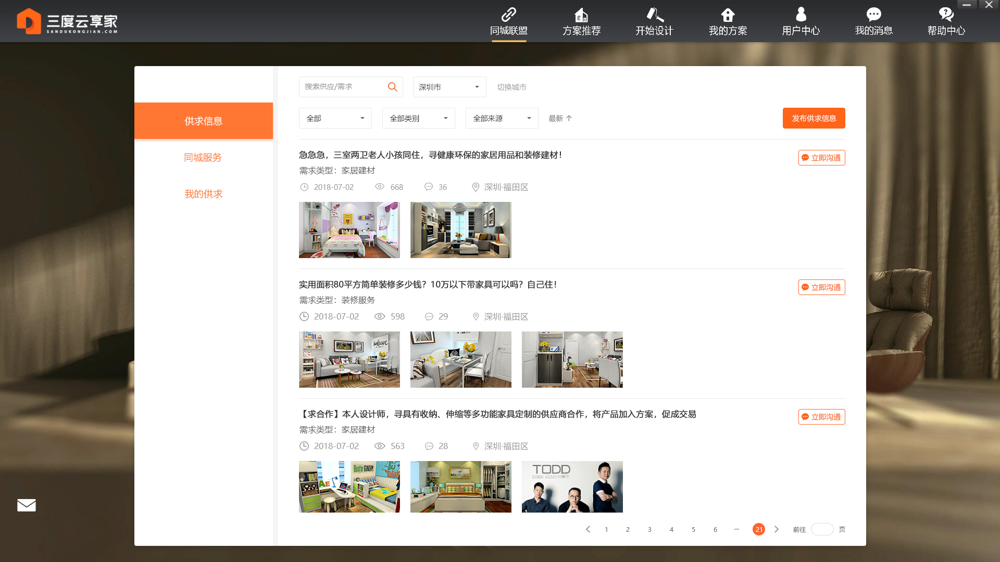 三度云享家
SANDUKONGJIAN.COM
同城联盟
方案推荐
开始设计
我的方案
用户中心
我的消息
帮助中心
供求信息
同城服务
我的供求
搜索供应/需求
深圳市
切换城市
全部
全部类别
全部来源
最新
发布供求信息
急急急，三室两卫老人小孩同住，寻健康环保的家居用品和装修建材！
立即沟通
需求类型：家居建材
2018-07-02 668 36 深圳·福田区
实用面积80平方简单装修多少钱？10万以下带家具可以吗？自己住！
立即沟通
需求类型：装修服务
2018-07-02 598 29 深圳·福田区
believe
【求合作】本人设计师，寻具有收纳、伸缩等多功能家具定制的供应商合作，将产品加入方案，促成交易
立即沟通
需求类型：家居建材
2018-07-02 563 28 深圳·福田区
Buster GUNDAM
AE
TODD
DESIGN AGENCY
1 2 3 4 5 6 ··· 21 前往 页